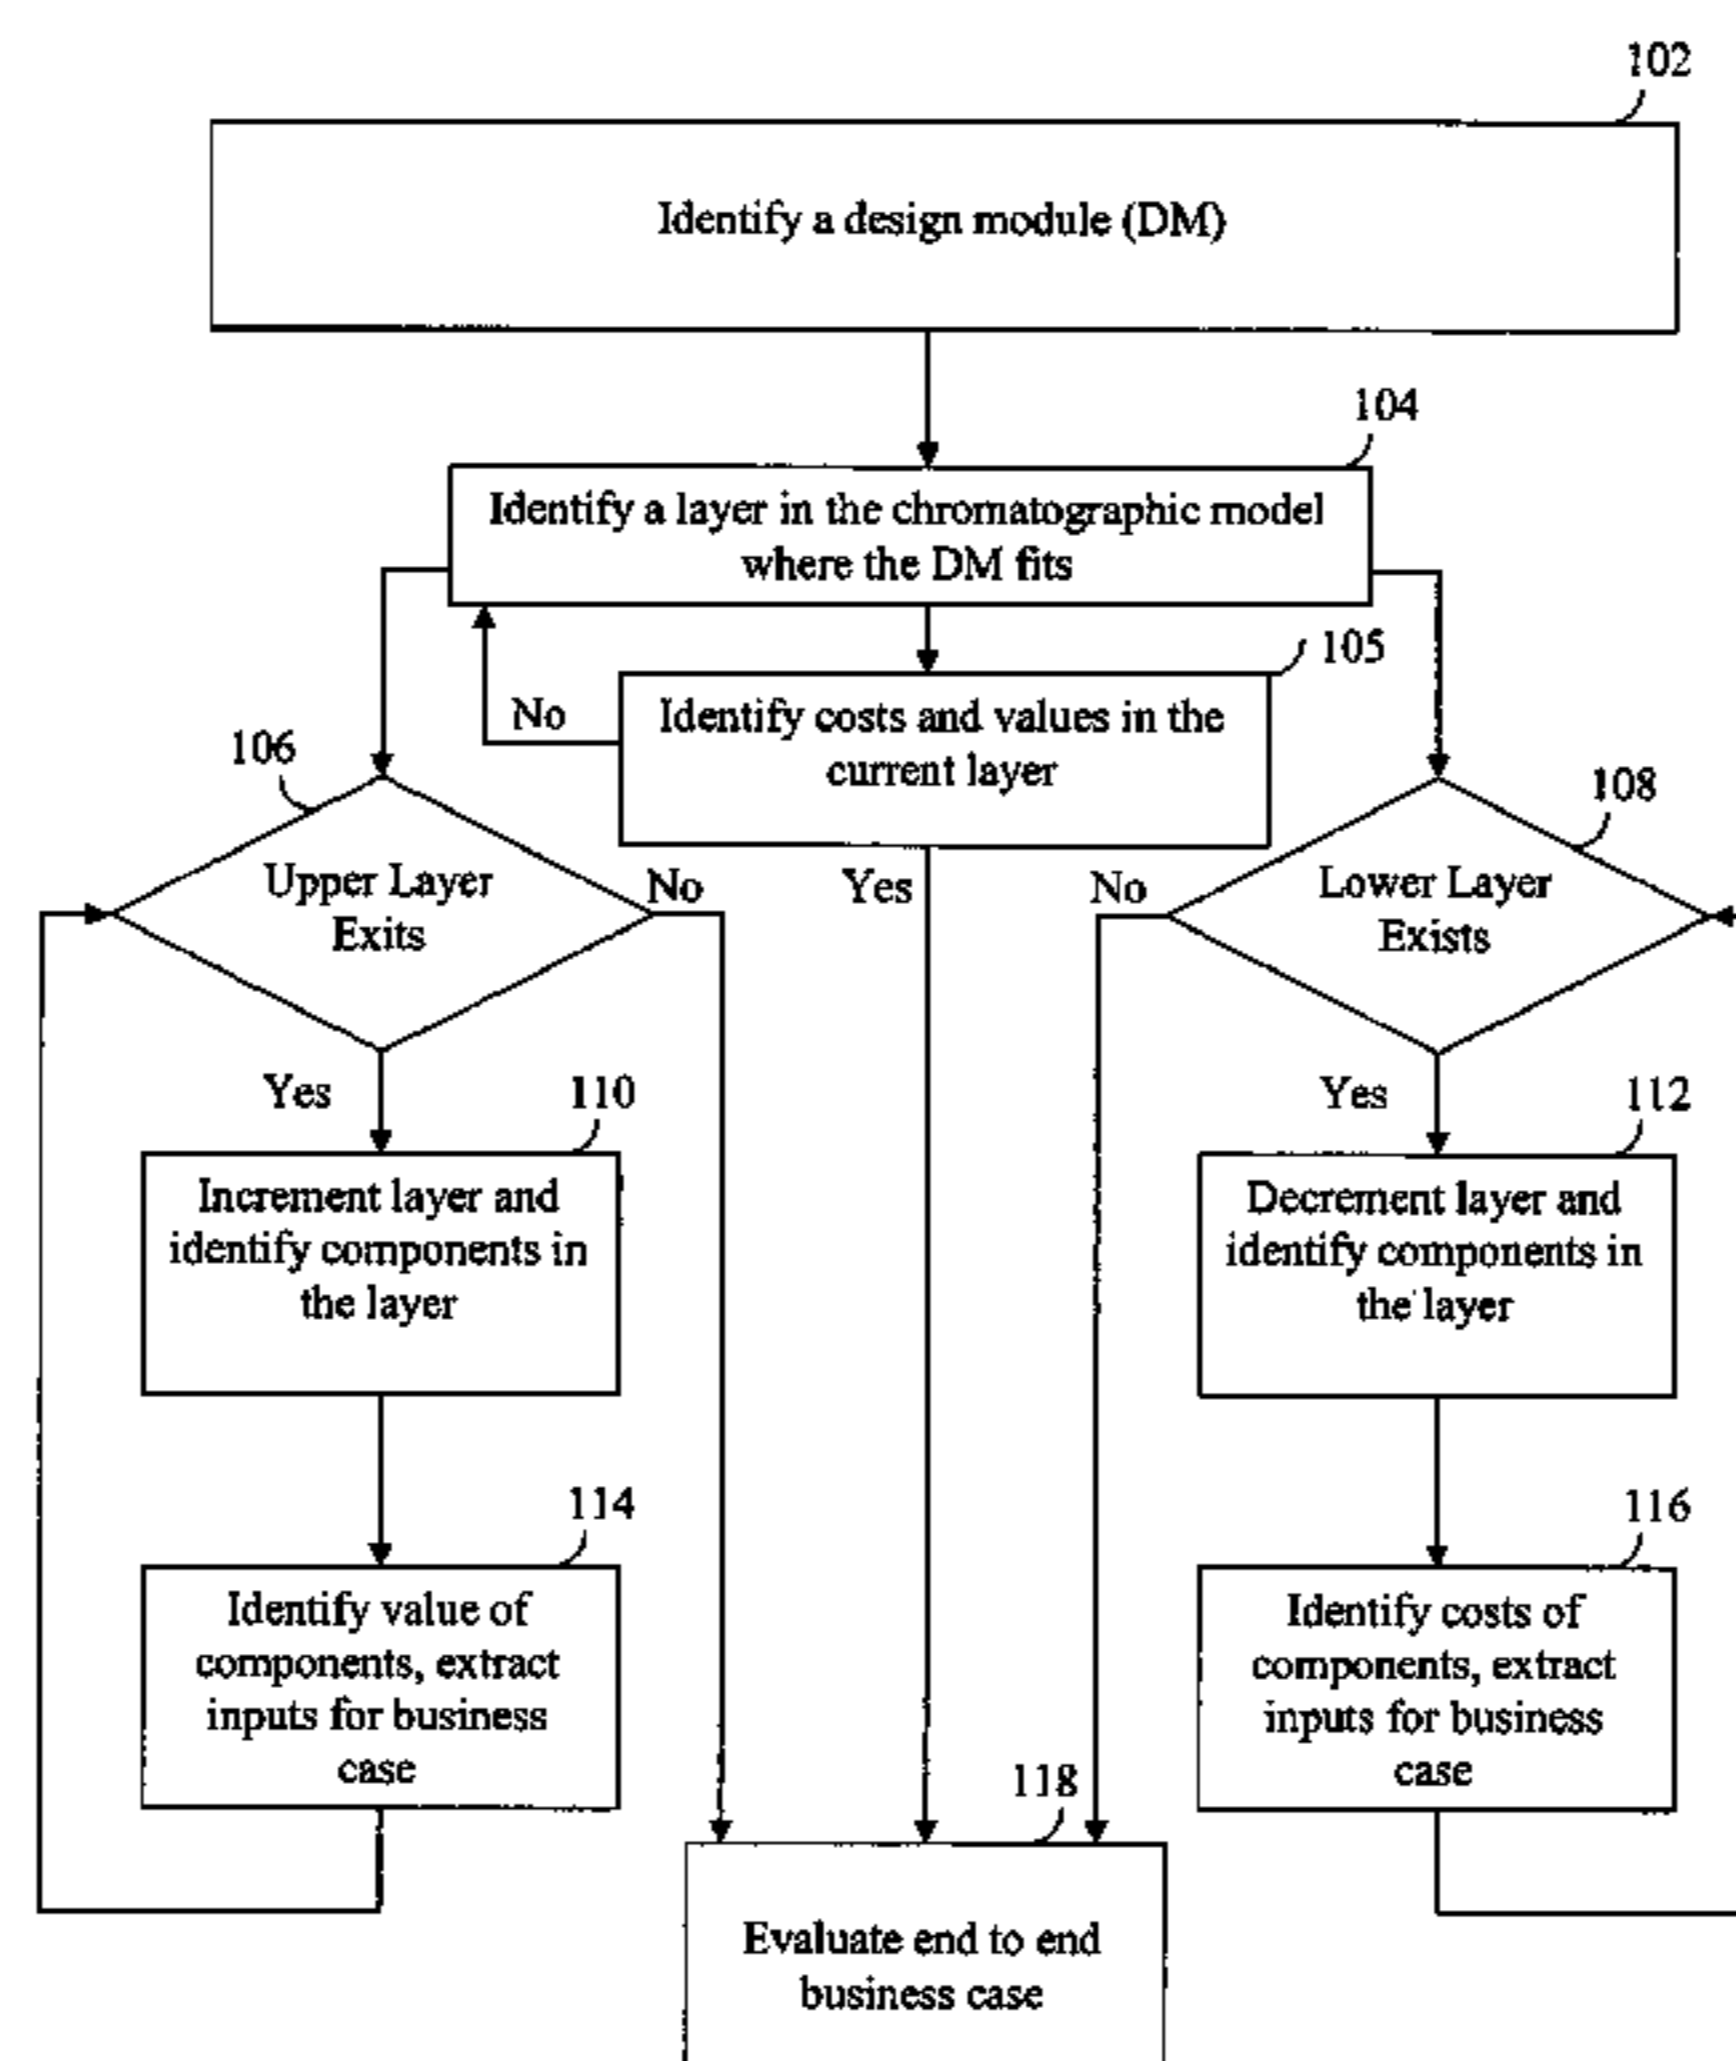 102
Identify a design module (DM)
104
Identify a layer in the chromatographic model
where the DM fits
105
Identify costs and values in the
current layer
No
106
Upper Layer
Exits
No
Yes
No
108
Lower Layer
Exists
Yes
110
Increment layer and
identify components in
the layer
Yes
112
Decrement layer and
identify components in
the layer
114
Identify value of
components, extract
inputs for business
case
116
Identify costs of
components, extract
inputs for business
case
118
Evaluate end to end
business case